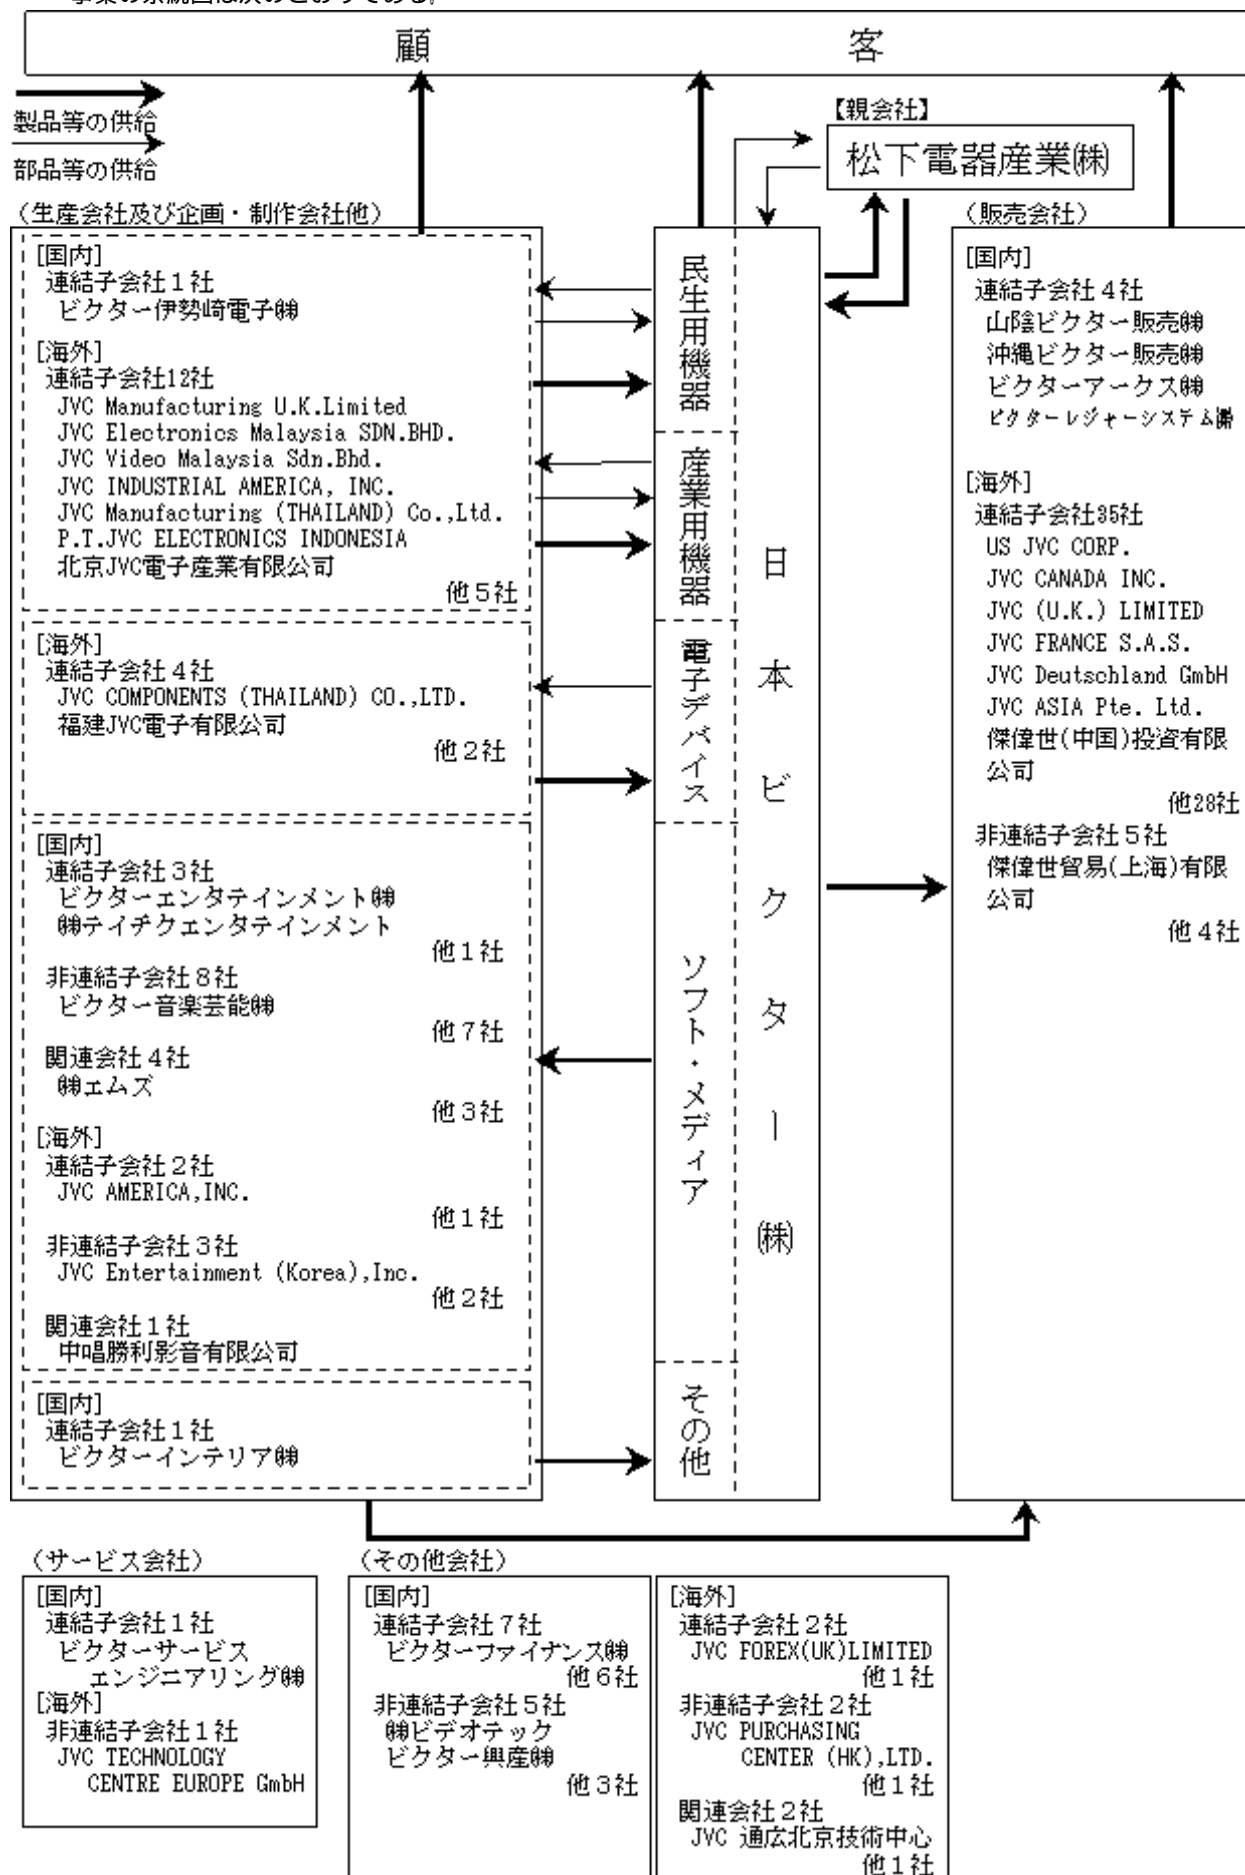 事業の系統図は次のとおりである。
顧客
製品等の供給
部品等の供給
【親会社】
松下電器産業㈱
（生産会社及び企画・制作会社他）
[国内]
連結子会社１社
ビクター伊勢崎電子㈱
[海外]
連結子会社12社
JVC Manufacturing U.K.Limited
JVC Electronics Malaysia SDN.BHD.
JVC Video Malaysia Sdn.Bhd.
JVC INDUSTRIAL AMERICA, INC.
JVC Manufacturing (THAILAND) Co.,Ltd.
P.T.JVC ELECTRONICS INDONESIA
北京JVC電子産業有限公司
他５社
[海外]
連結子会社４社
JVC COMPONENTS (THAILAND) CO.,LTD.
福建JVC電子有限公司
他２社
[国内]
連結子会社３社
ビクターエンタテインメント㈱
㈱テイチクエンタテインメント
他１社
非連結子会社８社
ビクター音楽芸能㈱
他７社
関連会社４社
㈱エムズ
他３社
[海外]
連結子会社２社
JVC AMERICA,INC.
他１社
非連結子会社３社
JVC Entertainment (Korea),Inc.
他２社
関連会社１社
中唱勝利影音有限公司
[国内]
連結子会社１社
ビクターインテリア㈱
民生用機器
産業用機器
電子デバイス
ソフト・メディア
その他
日本ビクター㈱
（販売会社）
[国内]
連結子会社４社
山陰ビクター販売㈱
沖縄ビクター販売㈱
ビクターアークス㈱
ビクターレジャーシステム㈱
[海外]
連結子会社35社
US JVC CORP.
JVC CANADA INC.
JVC (U.K.) LIMITED
JVC FRANCE S.A.S.
JVC Deutschland GmbH
JVC ASIA Pte. Ltd.
傑偉世(中国)投資有限
公司
他28社
非連結子会社５社
傑偉世貿易(上海)有限
公司
他４社
（サービス会社）
[国内]
連結子会社１社
ビクターサービス
エンジニアリング㈱
[海外]
非連結子会社１社
JVC TECHNOLOGY
CENTRE EUROPE GmbH
（その他会社）
[国内]
連結子会社７社
ビクターファイナンス㈱
他６社
非連結子会社５社
㈱ビデオテック
ビクター興産㈱
他３社
[海外]
連結子会社２社
JVC FOREX(UK)LIMITED
他１社
非連結子会社２社
JVC PURCHASING
CENTER (HK),LTD.
他１社
関連会社２社
JVC 通広北京技術中心
他１社